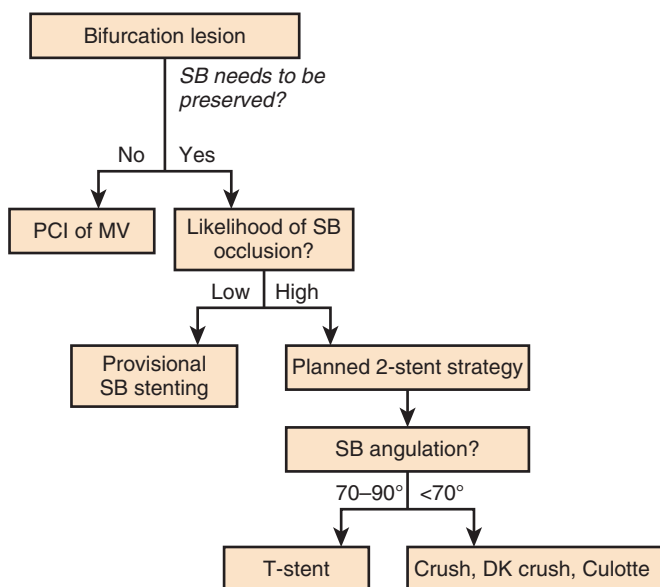 Bifurcation lesion
SB needs to be
preserved?
No
Yes
PCI of MV
Likelihood of SB
occlusion?
Low
High
Provisional
SB stenting
Planned 2-stent strategy
SB angulation?
70–90°
<70°
T-stent
Crush, DK crush, Culotte